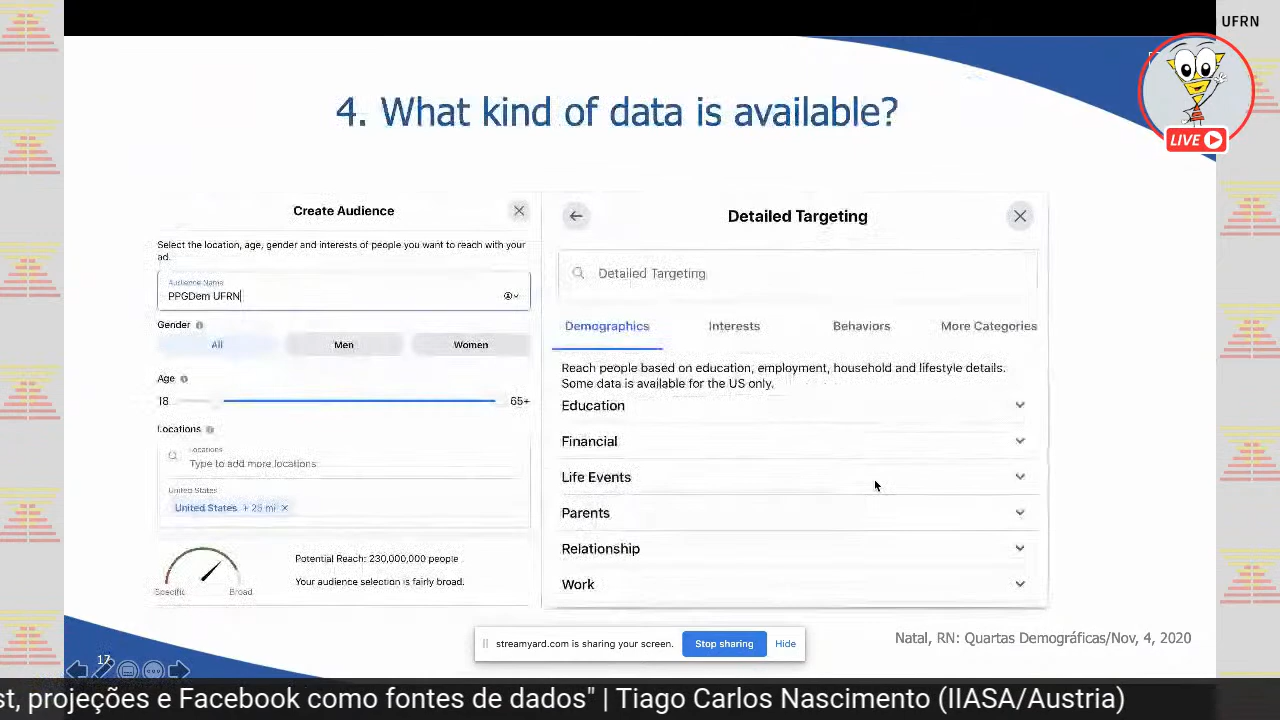 UFRN
LIVE
4. What kind of data is available?
Create Audience
Select the location, age, gender and interests of people you want to reach with your
ad.
Audience Name
PPGDem UFRN
Gender
All Men Women
Age
18 65+
Locations
Locations
Type to add more locations
United States
United States + 25 mi
Specific Broad
Potential Reach: 230,000,000 people
Your audience selection is fairly broad.
Detailed Targeting
Detailed Targeting
Demographics Interests Behaviors More Categories
Reach people based on education, employment, household and lifestyle details.
Some data is available for the US only.
Education
Financial
Life Events
Parents
Relationship
Work
Natal, RN: Quartas Demográficas/Nov, 4, 2020
streamyard.com is sharing your screen. Stop sharing Hide
17
st, projeções e Facebook como fontes de dados" | Tiago Carlos Nascimento (IIASA/Austria)